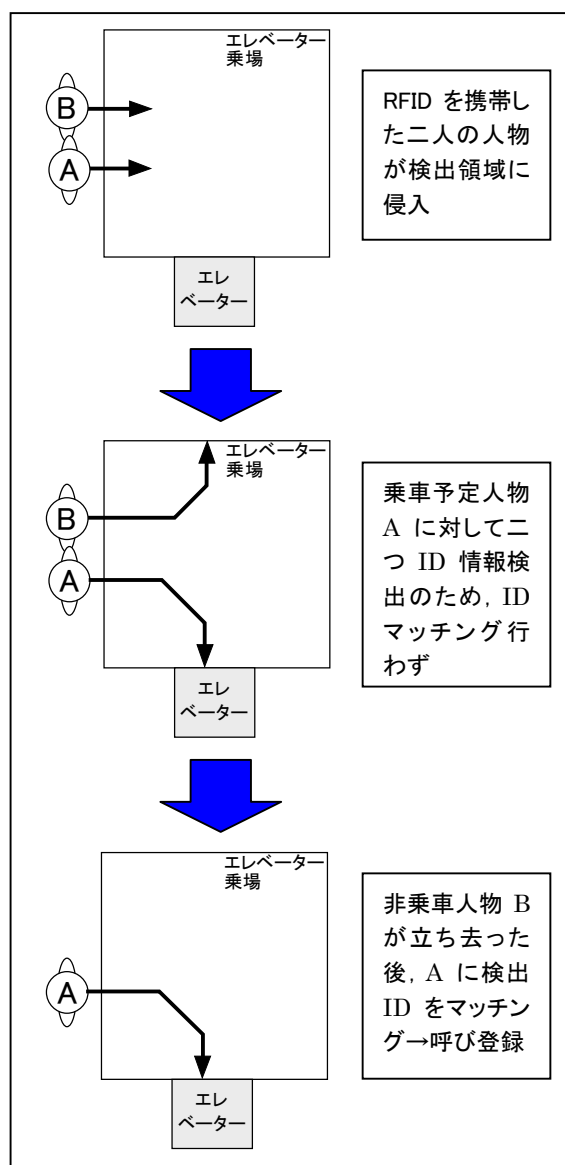 エレベーター
乗場
B
A
エレ
ベーター
RFID を携帯し
た二人の人物
が検出領域に
侵入
エレベーター
乗場
B
A
エレ
ベーター
乗車予定人物
A に対して二
つ ID 情報検
出のため，ID
マッチング行
わず
エレベーター
乗場
A
エレ
ベーター
非乗車人物 B
が立ち去った
後，A に検出
ID をマッチン
グ→呼び登録